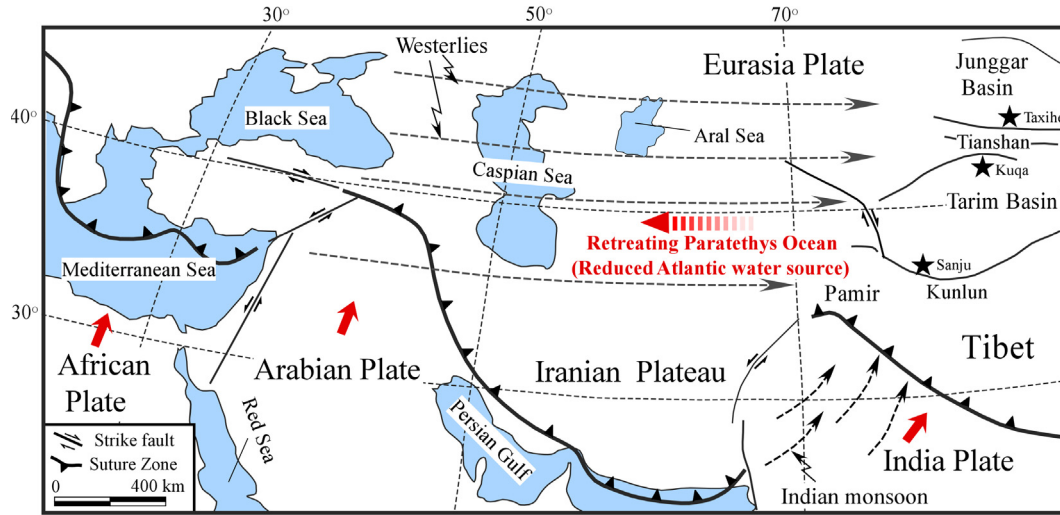 30°
50°
70°
Westerlies
Eurasia Plate
Junggar
Basin
Taxihe
40°
Black Sea
Aral Sea
Tianshan
Kuqa
Caspian Sea
Tarim Basin
Retreating Paratethys Ocean
(Reduced Atlantic water source)
Mediterranean Sea
Sanju
Kunlun
Pamir
30°
African
Plate
Arabian Plate
Iranian Plateau
Tibet
Red Sea
Persian Gulf
India Plate
Indian monsoon
Strike fault
Suture Zone
0 400 km